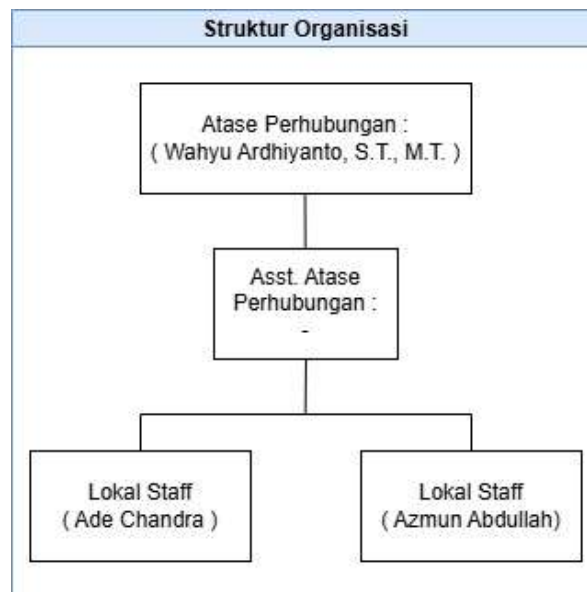 Struktur Organisasi
Atase Perhubungan :
( Wahyu Ardhiyanto, S.T., M.T. )
Asst. Atase
Perhubungan :
-
Lokal Staff
( Ade Chandra )
Lokal Staff
( Azmun Abdullah)